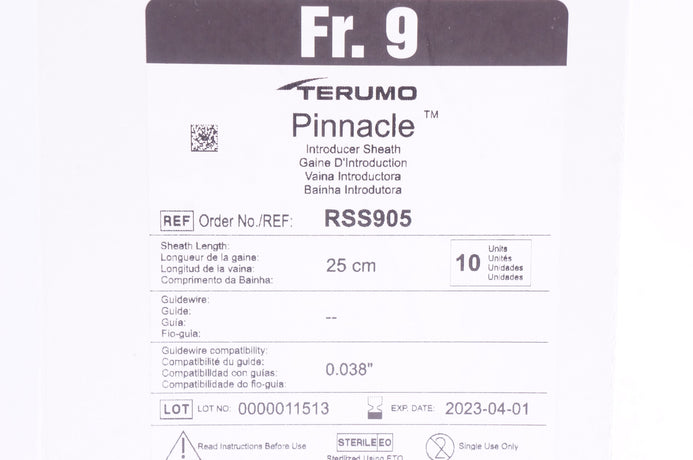 Fr. 9
TERUMO
Pinnacle™
Introducer Sheath
Gaine D'Introduction
Vaina Introductora
Bainha Introdutora
REF Order No./REF: RSS905
Sheath Length:
Longueur de la gaine:
Longitud de la vaina:
Comprimento da Bainha:
25 cm
10
Units
Unités
Unidades
Unidades
Guidewire:
Guide:
Guía:
Fio-guia:
--
Guidewire compatibility:
Compatibilité du guide:
Compatibilidad con guías:
Compatibilidade do fio-guia:
0.038"
LOT LOT NO: 0000011513 EXP. DATE: 2023-04-01
Read Instructions Before Use
STERILE EO
Sterilized Using ETO
2
Single Use Only